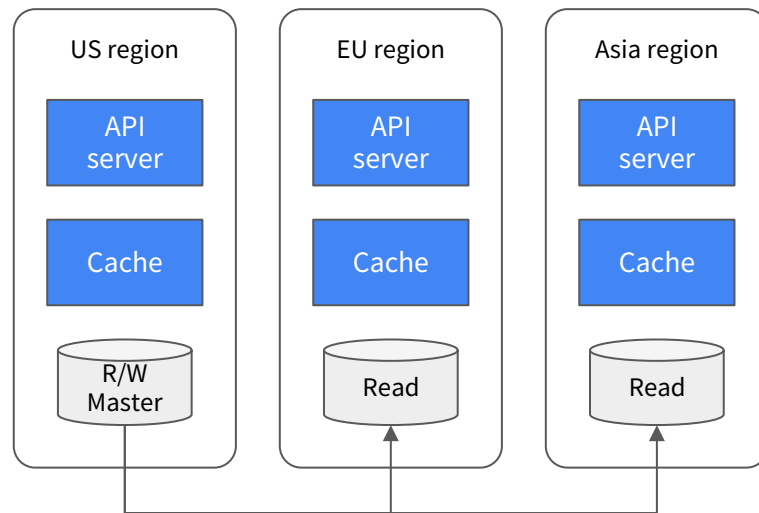 US region
EU region
Asia region
API
server
API
server
API
server
Cache
Cache
Cache
R/W
Master
Read
Read